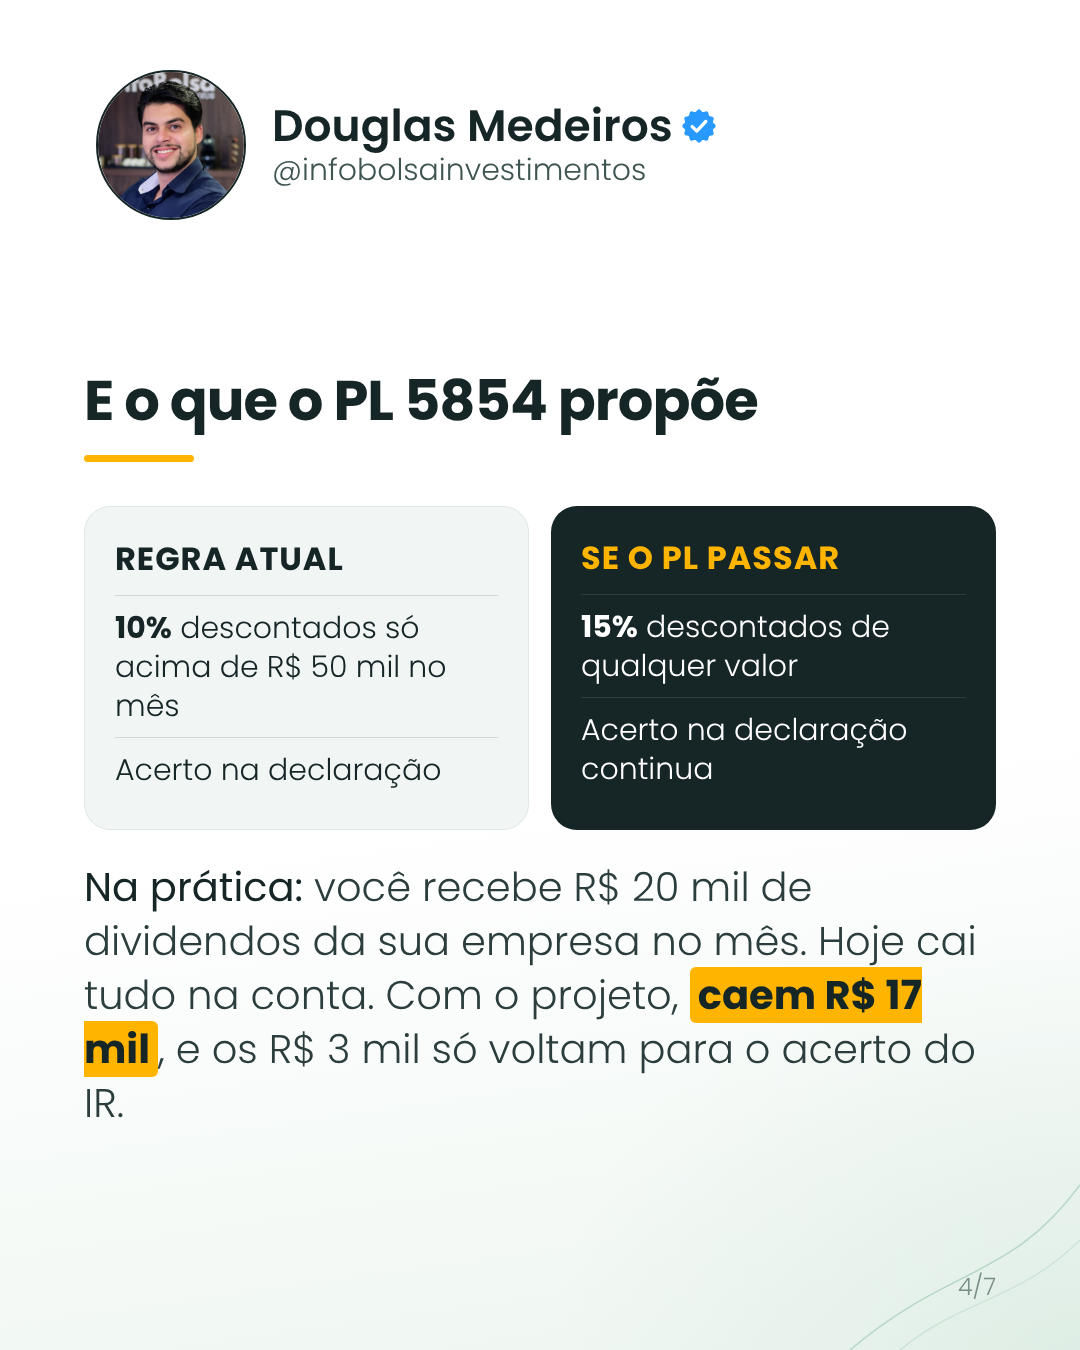 Douglas Medeiros
@infobolsainvestimentos
E o que o PL 5854 propõe
REGRA ATUAL
10% descontados só
acima de R$ 50 mil no
mês
Acerto na declaração
SE O PL PASSAR
15% descontados de
qualquer valor
Acerto na declaração
continua
Na prática: você recebe R$ 20 mil de
dividendos da sua empresa no mês. Hoje cai
tudo na conta. Com o projeto, caem R$ 17
mil, e os R$ 3 mil só voltam para o acerto do
IR.
4/7